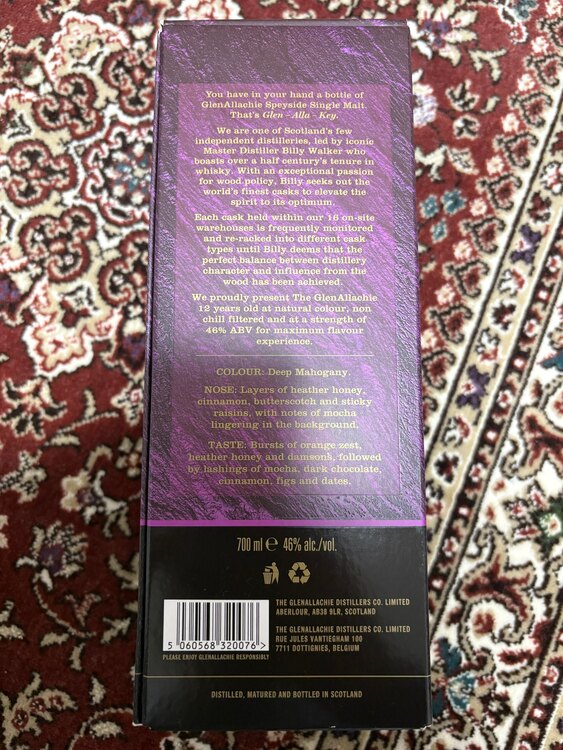 You have in your hand a bottle of
GlenAllachie Speyside Single Malt.
That's Glen - Alla - Key.
We are one of Scotland's few
independent distilleries, led by iconic
Master Distiller Billy Walker who
boasts over a half century's tenure in
whisky. With an exceptional passion
for wood policy, Billy seeks out the
world's finest casks to elevate the
spirit to its optimum.
Each cask held within our 16 on-site
warehouses is frequently monitored
and re-racked into different cask
types until Billy deems that the
perfect balance between distillery
character and influence from the
wood has been achieved.
We proudly present The GlenAllachie
12 years old at natural colour, non
chill filtered and at a strength of
46% ABV for maximum flavour
experience.
COLOUR: Deep Mahogany.
NOSE: Layers of heather honey,
cinnamon, butterscotch and sticky
raisins, with notes of mocha
lingering in the background.
TASTE: Bursts of orange zest,
heather honey and damsons, followed
by lashings of mocha, dark chocolate,
cinnamon, figs and dates.
700 ml ℮ 46% alc./vol.
THE GLENALLACHIE DISTILLERS CO. LIMITED
ABERLOUR, AB38 9LR, SCOTLAND
THE GLENALLACHIE DISTILLERS CO. LIMITED
RUE JULES VANTIEGHAM 100
7711 DOTTIGNIES, BELGIUM
5 060568 320076 >
PLEASE ENJOY GLENALLACHIE RESPONSIBLY
DISTILLED, MATURED AND BOTTLED IN SCOTLAND